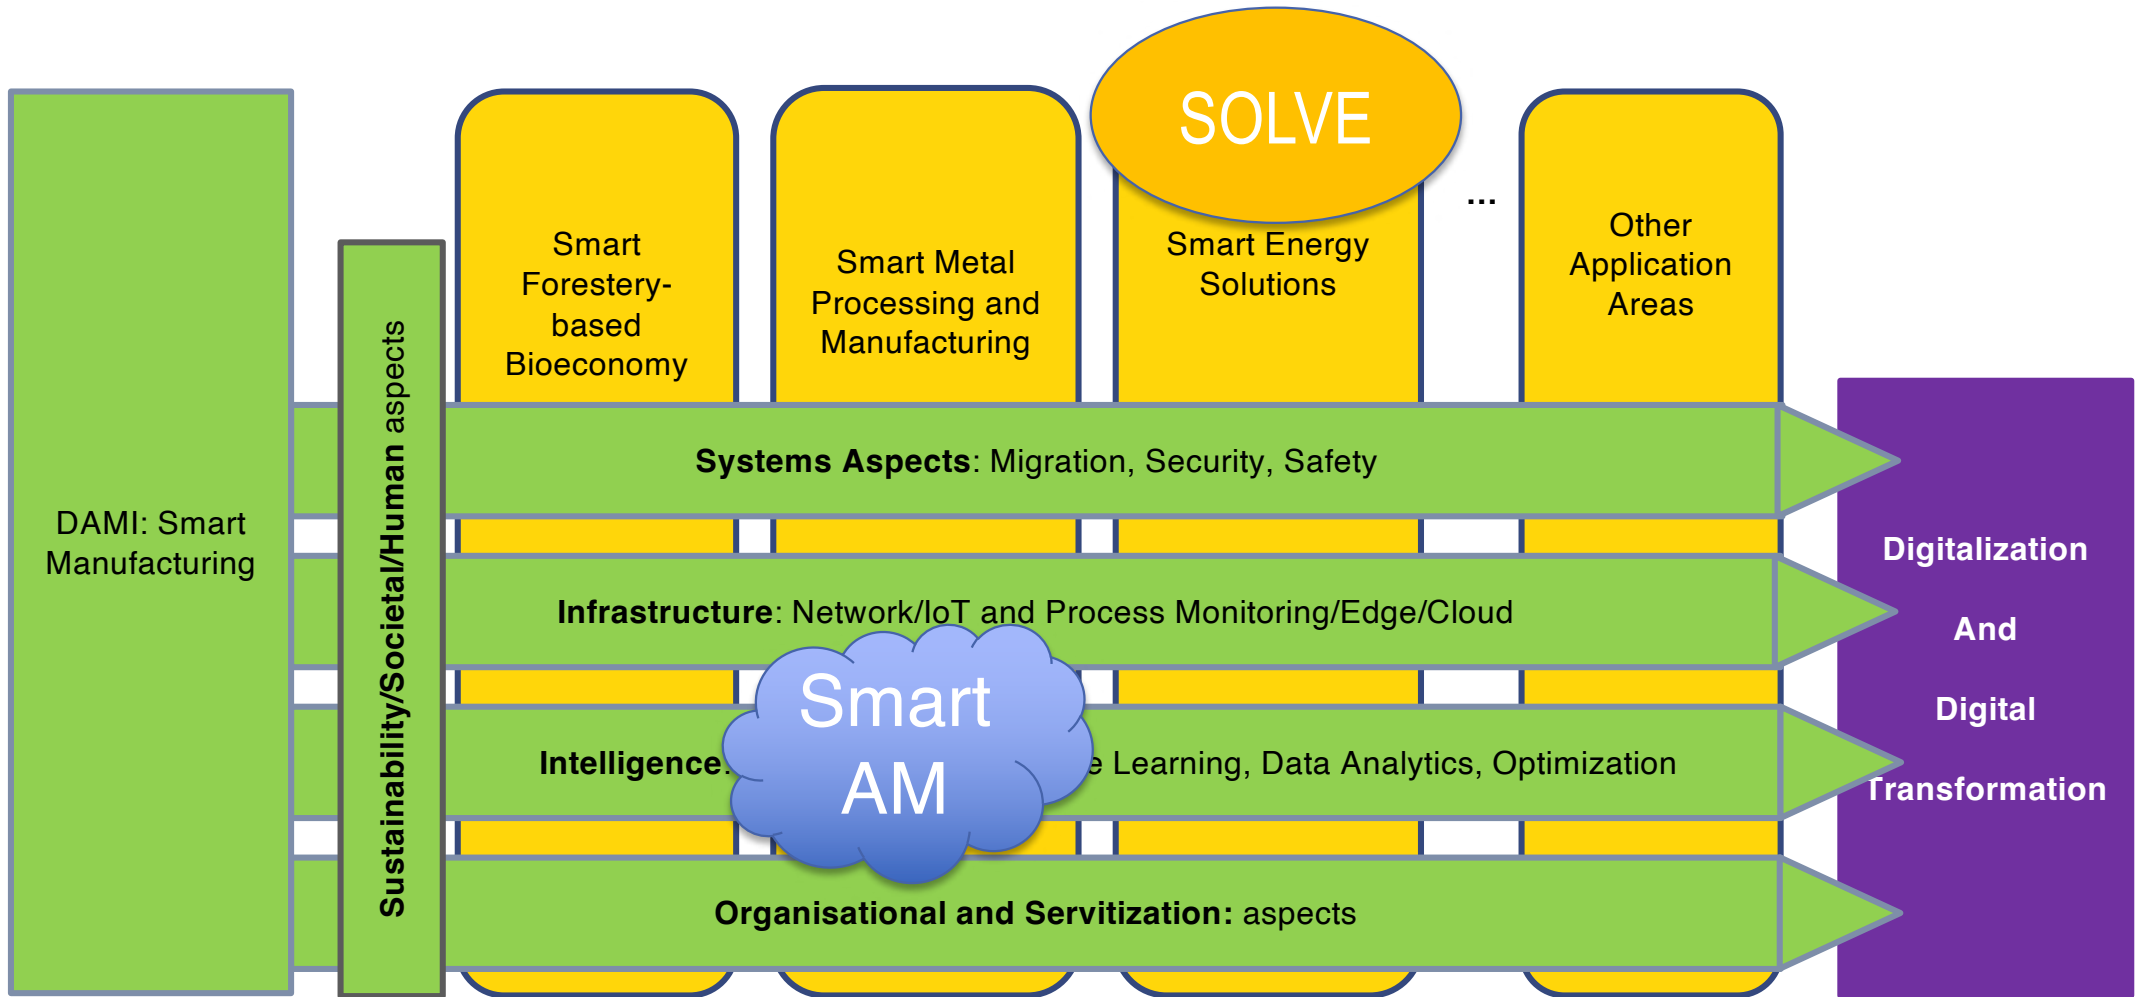 SOLVE
...
Smart
Forestery-
based
Bioeconomy
Smart Metal
Processing and
Manufacturing
Smart Energy
Solutions
Other
Application
Areas
DAMI: Smart
Manufacturing
Sustainability/Societal/Human aspects
Systems Aspects: Migration, Security, Safety
Infrastructure: Network/IoT and Process Monitoring/Edge/Cloud
Smart
AM
Intelligence: Learning, Data Analytics, Optimization
Organisational and Servitization: aspects
Digitalization
And
Digital
Transformation